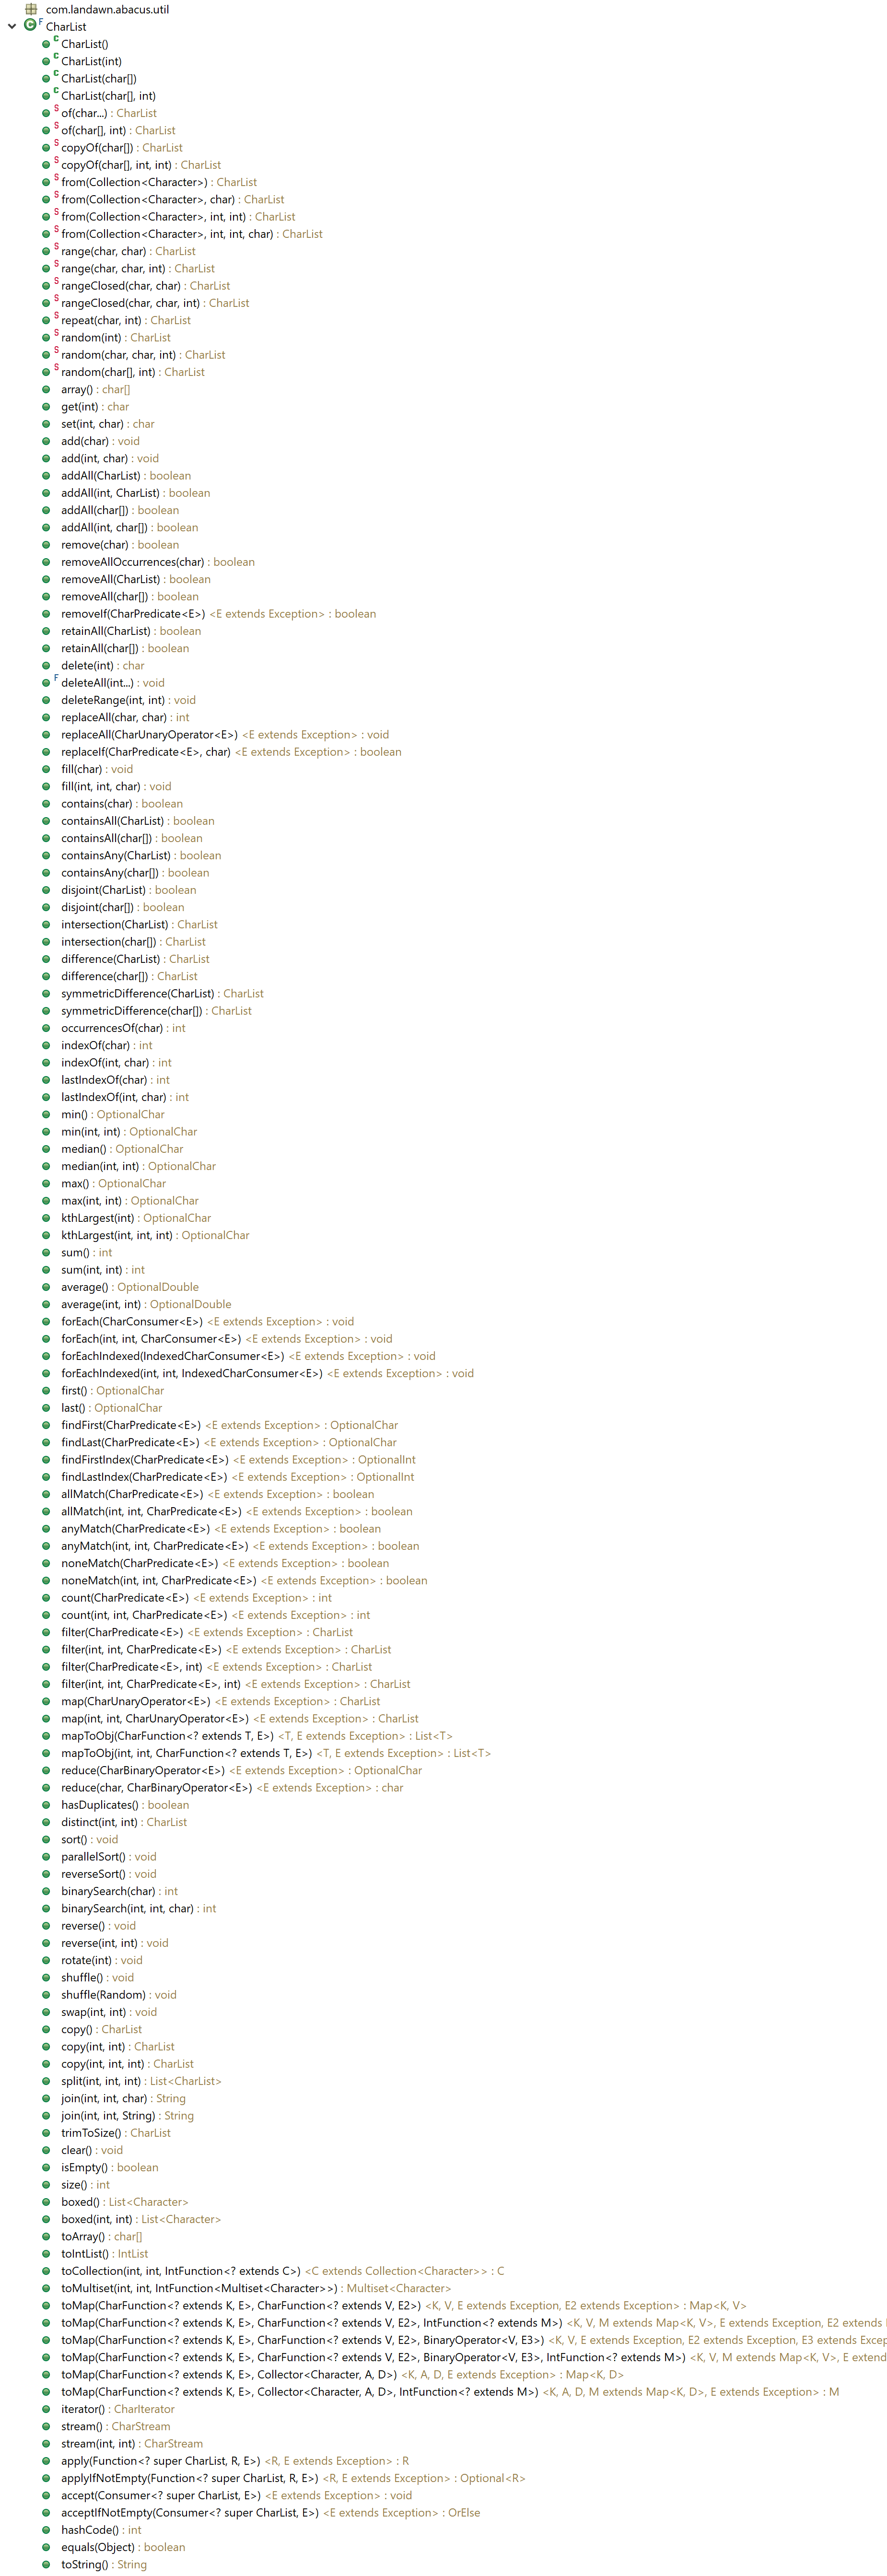 com.landawn.abacus.util
CharList
CharList()
CharList(int)
CharList(char[])
CharList(char[], int)
of(char...) : CharList
of(char[], int) : CharList
copyOf(char[]) : CharList
copyOf(char[], int, int) : CharList
from(Collection<Character>) : CharList
from(Collection<Character>, char) : CharList
from(Collection<Character>, int, int) : CharList
from(Collection<Character>, int, int, char) : CharList
range(char, char) : CharList
range(char, char, int) : CharList
rangeClosed(char, char) : CharList
rangeClosed(char, char, int) : CharList
repeat(char, int) : CharList
random(int) : CharList
random(char, char, int) : CharList
random(char[], int) : CharList
array() : char[]
get(int) : char
set(int, char) : char
add(char) : void
add(int, char) : void
addAll(CharList) : boolean
addAll(int, CharList) : boolean
addAll(char[]) : boolean
addAll(int, char[]) : boolean
remove(char) : boolean
removeAllOccurrences(char) : boolean
removeAll(CharList) : boolean
removeAll(char[]) : boolean
removeIf(CharPredicate<E>) <E extends Exception> : boolean
retainAll(CharList) : boolean
retainAll(char[]) : boolean
delete(int) : char
deleteAll(int...) : void
deleteRange(int, int) : void
replaceAll(char, char) : int
replaceAll(CharUnaryOperator<E>) <E extends Exception> : void
replaceIf(CharPredicate<E>, char) <E extends Exception> : boolean
fill(char) : void
fill(int, int, char) : void
contains(char) : boolean
containsAll(CharList) : boolean
containsAll(char[]) : boolean
containsAny(CharList) : boolean
containsAny(char[]) : boolean
disjoint(CharList) : boolean
disjoint(char[]) : boolean
intersection(CharList) : CharList
intersection(char[]) : CharList
difference(CharList) : CharList
difference(char[]) : CharList
symmetricDifference(CharList) : CharList
symmetricDifference(char[]) : CharList
occurrencesOf(char) : int
indexOf(char) : int
indexOf(int, char) : int
lastIndexOf(char) : int
lastIndexOf(int, char) : int
min() : OptionalChar
min(int, int) : OptionalChar
median() : OptionalChar
median(int, int) : OptionalChar
max() : OptionalChar
max(int, int) : OptionalChar
kthLargest(int) : OptionalChar
kthLargest(int, int, int) : OptionalChar
sum() : int
sum(int, int) : int
average() : OptionalDouble
average(int, int) : OptionalDouble
forEach(CharConsumer<E>) <E extends Exception> : void
forEach(int, int, CharConsumer<E>) <E extends Exception> : void
forEachIndexed(IndexedCharConsumer<E>) <E extends Exception> : void
forEachIndexed(int, int, IndexedCharConsumer<E>) <E extends Exception> : void
first() : OptionalChar
last() : OptionalChar
findFirst(CharPredicate<E>) <E extends Exception> : OptionalChar
findLast(CharPredicate<E>) <E extends Exception> : OptionalChar
findFirstIndex(CharPredicate<E>) <E extends Exception> : OptionalInt
findLastIndex(CharPredicate<E>) <E extends Exception> : OptionalInt
allMatch(CharPredicate<E>) <E extends Exception> : boolean
allMatch(int, int, CharPredicate<E>) <E extends Exception> : boolean
anyMatch(CharPredicate<E>) <E extends Exception> : boolean
anyMatch(int, int, CharPredicate<E>) <E extends Exception> : boolean
noneMatch(CharPredicate<E>) <E extends Exception> : boolean
noneMatch(int, int, CharPredicate<E>) <E extends Exception> : boolean
count(CharPredicate<E>) <E extends Exception> : int
count(int, int, CharPredicate<E>) <E extends Exception> : int
filter(CharPredicate<E>) <E extends Exception> : CharList
filter(int, int, CharPredicate<E>) <E extends Exception> : CharList
filter(CharPredicate<E>, int) <E extends Exception> : CharList
filter(int, int, CharPredicate<E>, int) <E extends Exception> : CharList
map(CharUnaryOperator<E>) <E extends Exception> : CharList
map(int, int, CharUnaryOperator<E>) <E extends Exception> : CharList
mapToObj(CharFunction<? extends T, E>) <T, E extends Exception> : List<T>
mapToObj(int, int, CharFunction<? extends T, E>) <T, E extends Exception> : List<T>
reduce(CharBinaryOperator<E>) <E extends Exception> : OptionalChar
reduce(char, CharBinaryOperator<E>) <E extends Exception> : char
hasDuplicates() : boolean
distinct(int, int) : CharList
sort() : void
parallelSort() : void
reverseSort() : void
binarySearch(char) : int
binarySearch(int, int, char) : int
reverse() : void
reverse(int, int) : void
rotate(int) : void
shuffle() : void
shuffle(Random) : void
swap(int, int) : void
copy() : CharList
copy(int, int) : CharList
copy(int, int, int) : CharList
split(int, int, int) : List<CharList>
join(int, int, char) : String
join(int, int, String) : String
trimToSize() : CharList
clear() : void
isEmpty() : boolean
size() : int
boxed() : List<Character>
boxed(int, int) : List<Character>
toArray() : char[]
toIntList() : IntList
toCollection(int, int, IntFunction<? extends C>) <C extends Collection<Character>> : C
toMultiset(int, int, IntFunction<Multiset<Character>>) : Multiset<Character>
toMap(CharFunction<? extends K, E>, CharFunction<? extends V, E2>) <K, V, E extends Exception, E2 extends Exception> : Map<K, V>
toMap(CharFunction<? extends K, E>, CharFunction<? extends V, E2>, IntFunction<? extends M>) <K, V, M extends Map<K, V>, E extends Exception, E2 extends
toMap(CharFunction<? extends K, E>, CharFunction<? extends V, E2>, BinaryOperator<V, E3>) <K, V, E extends Exception, E2 extends Exception, E3 extends Excep
toMap(CharFunction<? extends K, E>, CharFunction<? extends V, E2>, BinaryOperator<V, E3>, IntFunction<? extends M>) <K, V, M extends Map<K, V>, E extend
toMap(CharFunction<? extends K, E>, Collector<Character, A, D>) <K, A, D, E extends Exception> : Map<K, D>
toMap(CharFunction<? extends K, E>, Collector<Character, A, D>, IntFunction<? extends M>) <K, A, D, M extends Map<K, D>, E extends Exception> : M
iterator() : CharIterator
stream() : CharStream
stream(int, int) : CharStream
apply(Function<? super CharList, R, E>) <R, E extends Exception> : R
applyIfNotEmpty(Function<? super CharList, R, E>) <R, E extends Exception> : Optional<R>
accept(Consumer<? super CharList, E>) <E extends Exception> : void
acceptIfNotEmpty(Consumer<? super CharList, E>) <E extends Exception> : OrElse
hashCode() : int
equals(Object) : boolean
toString() : String